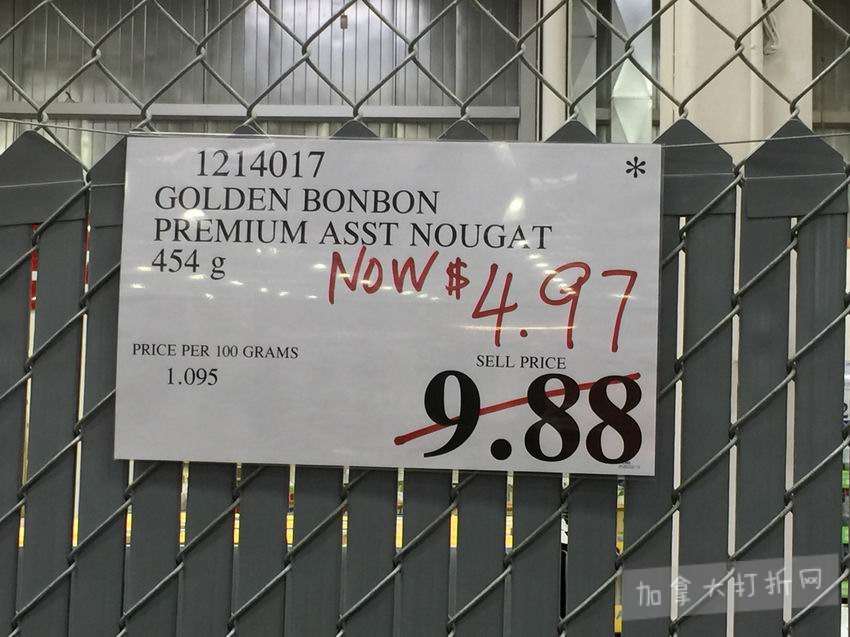 1214017
*
GOLDEN BONBON
PREMIUM ASST NOUGAT
454 g
NOW $4.97
PRICE PER 100 GRAMS
1.095
SELL PRICE
9.88
加拿大打折网